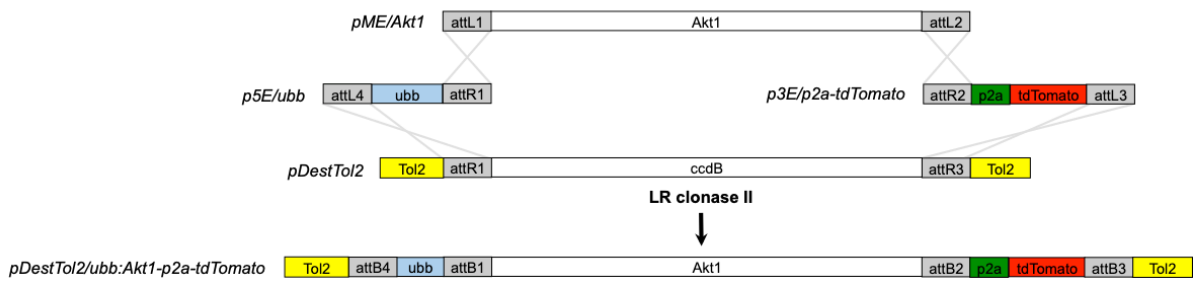 pME/Akt1 attL1 Akt1 attL2
p5E/ubb attL4 ubb attR1 p3E/p2a-tdTomato attR2 p2a tdTomato attL3
pDestTol2 Tol2 attR1 ccdB attR3 Tol2
LR clonase II
pDestTol2/ubb:Akt1-p2a-tdTomato Tol2 attB4 ubb attB1 Akt1 attB2 p2a tdTomato attB3 Tol2